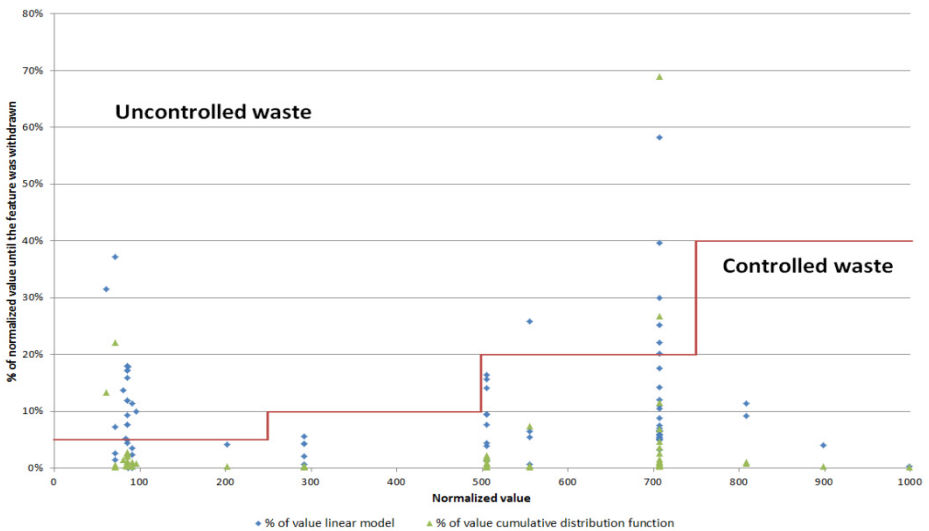 80%
70%
60%
50%
40%
30%
20%
10%
0%
% of normalized value until the feature was withdrawn
Uncontrolled waste
Controlled waste
0 100 200 300 400 500 600 700 800 900 1000
Normalized value
% of value linear model % of value cumulative distribution function